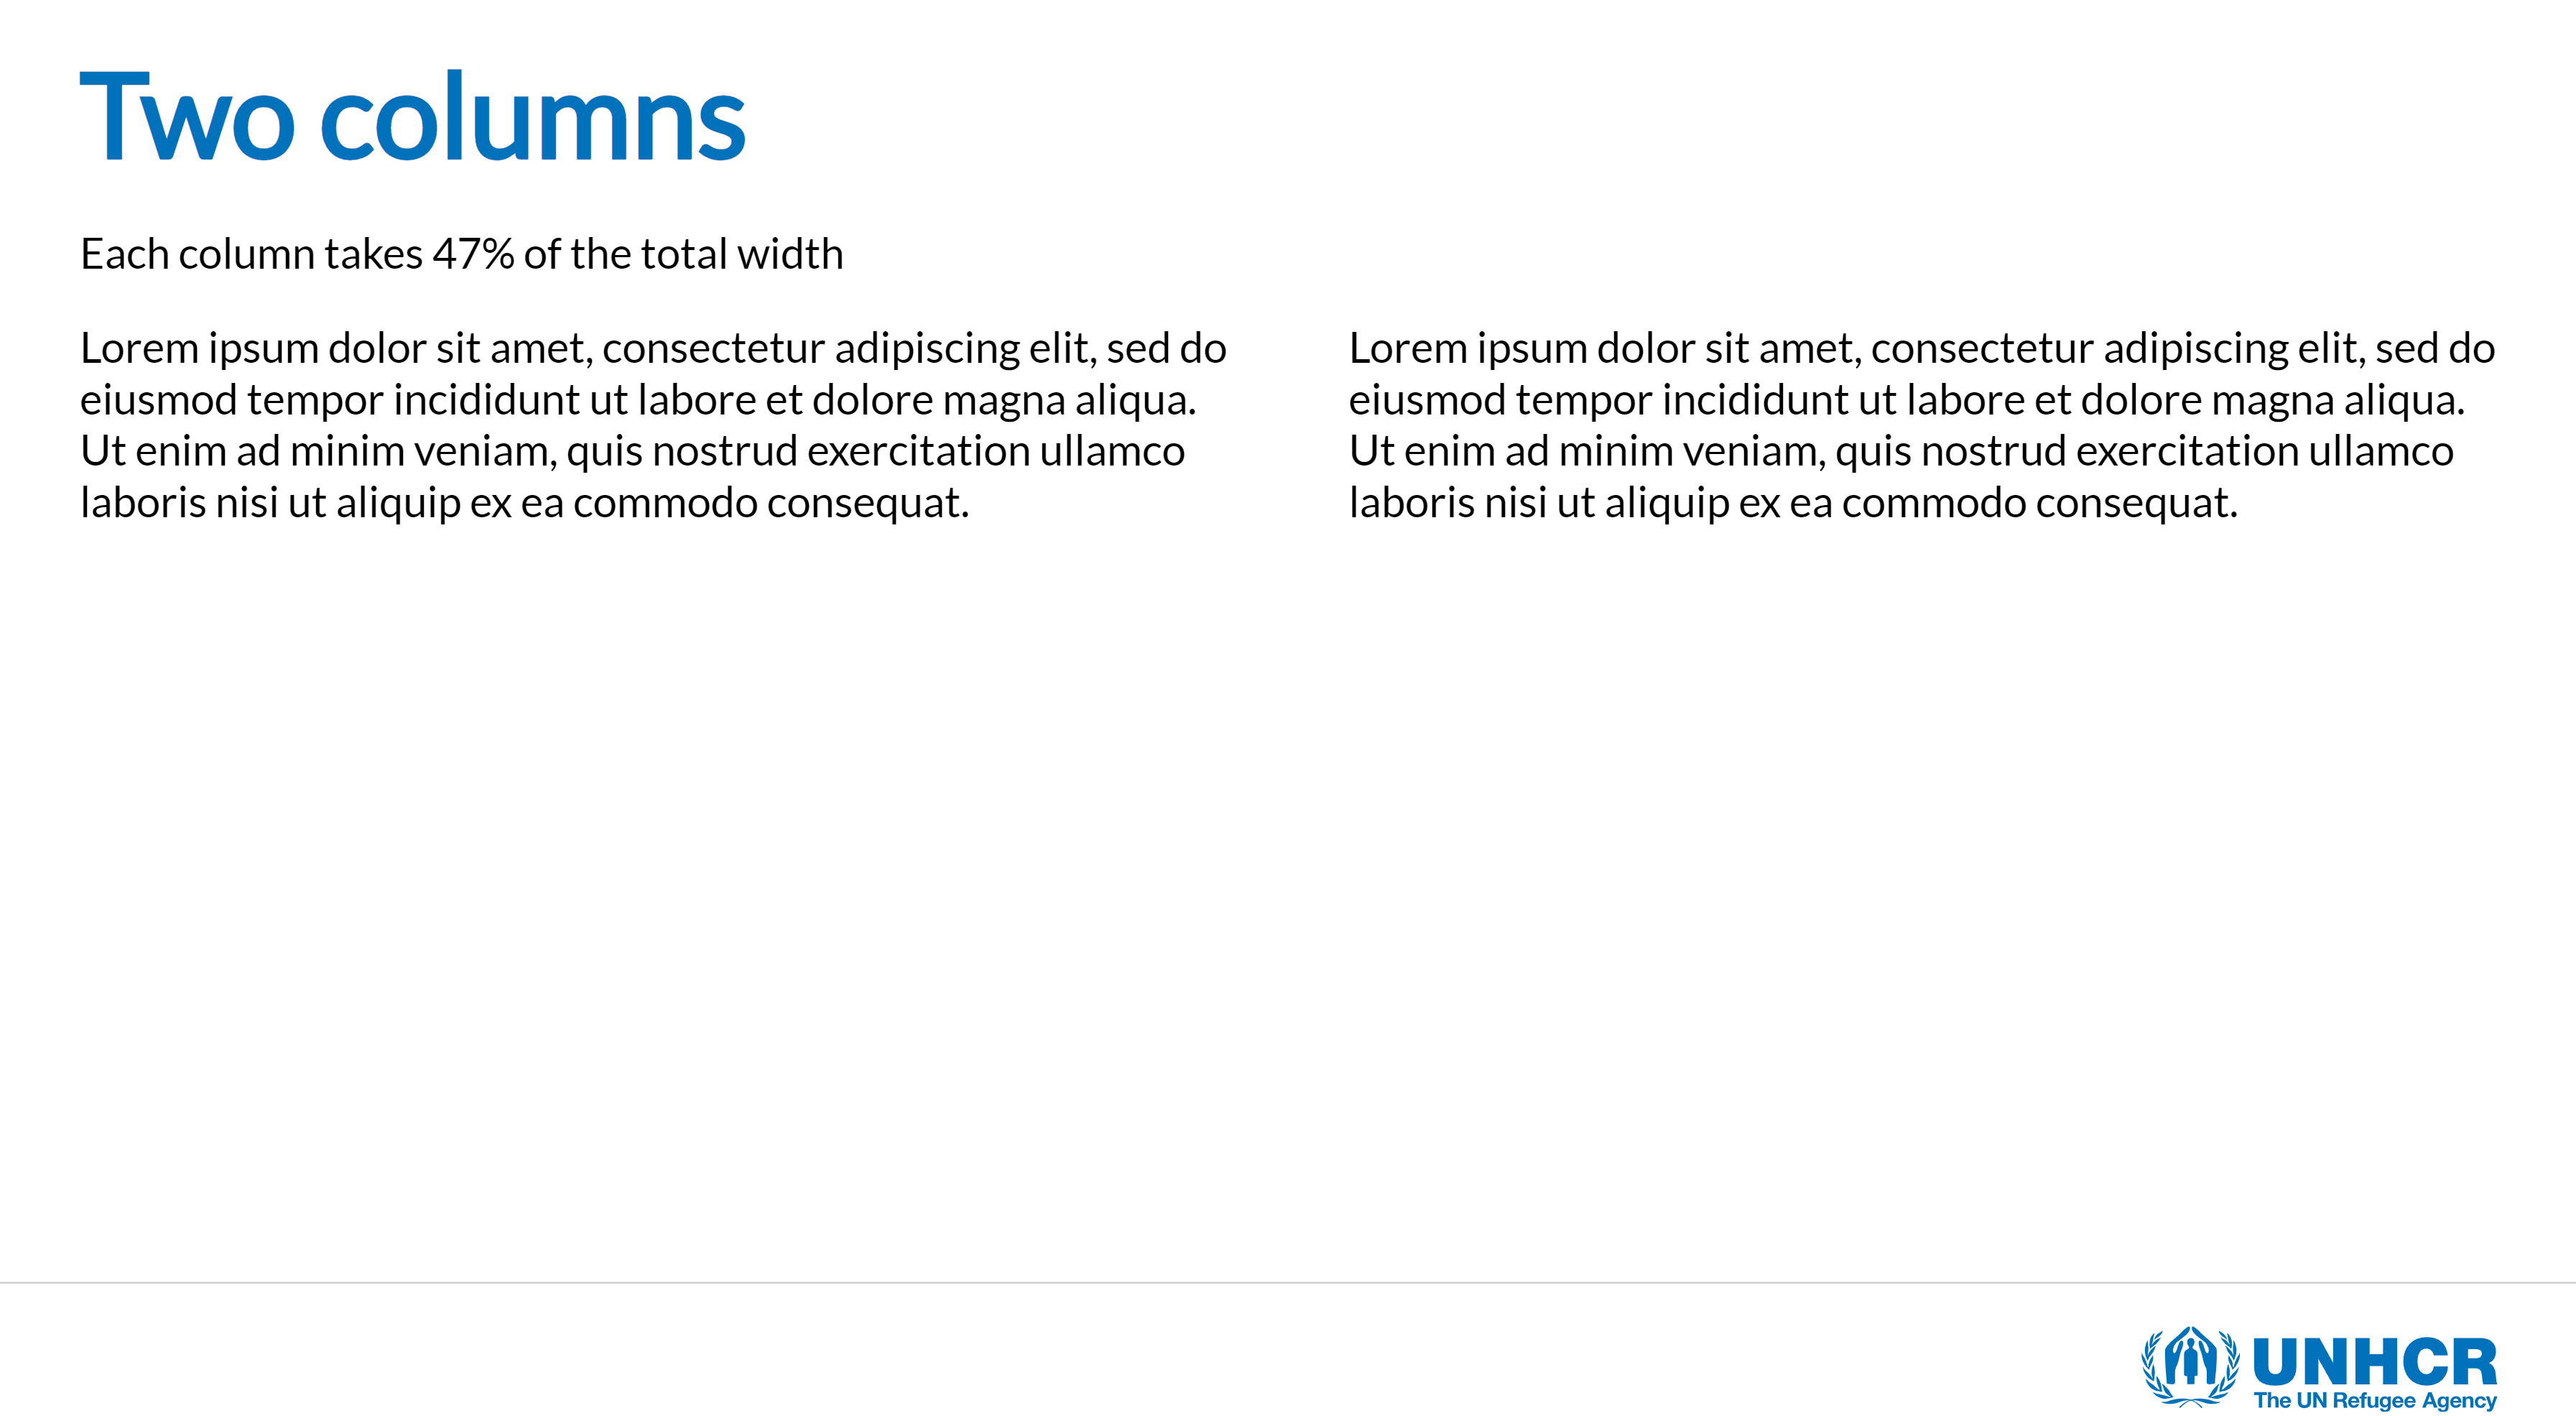 Two columns
Each column takes 47% of the total width
Lorem ipsum dolor sit amet, consectetur adipiscing elit, sed do
eiusmod tempor incididunt ut labore et dolore magna aliqua.
Ut enim ad minim veniam, quis nostrud exercitation ullamco
laboris nisi ut aliquip ex ea commodo consequat.
Lorem ipsum dolor sit amet, consectetur adipiscing elit, sed do
eiusmod tempor incididunt ut labore et dolore magna aliqua.
Ut enim ad minim veniam, quis nostrud exercitation ullamco
laboris nisi ut aliquip ex ea commodo consequat.
UNHCR
The UN Refugee Agency